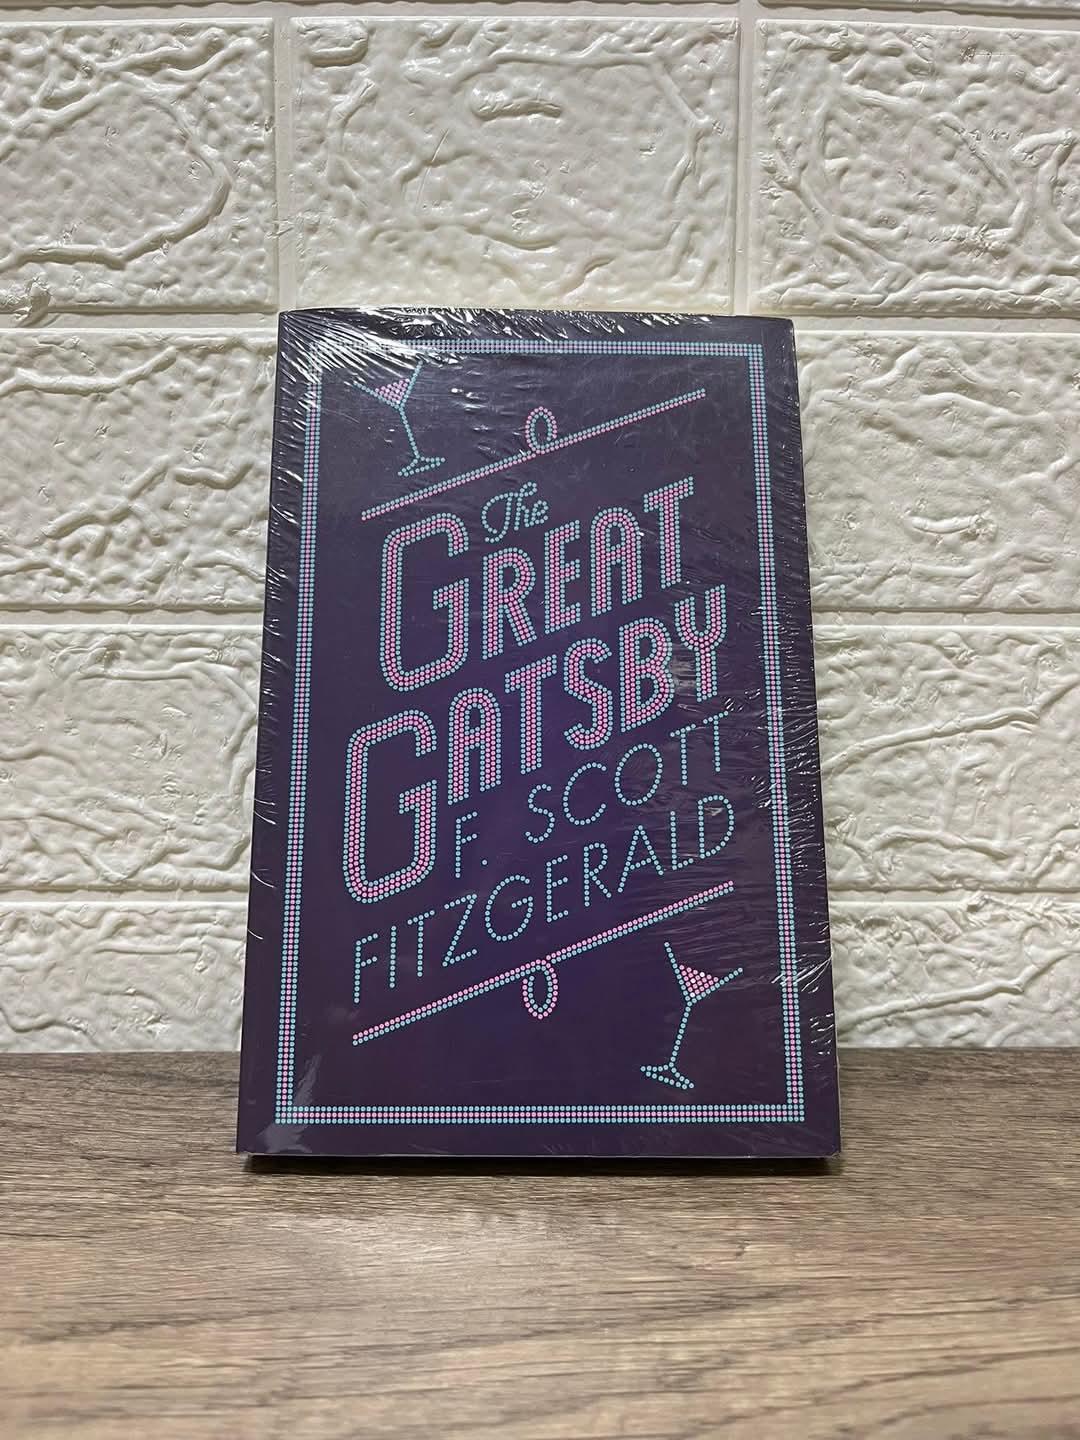 The
GREAT
GATSBY
F. SCOTT
FITZGERALD